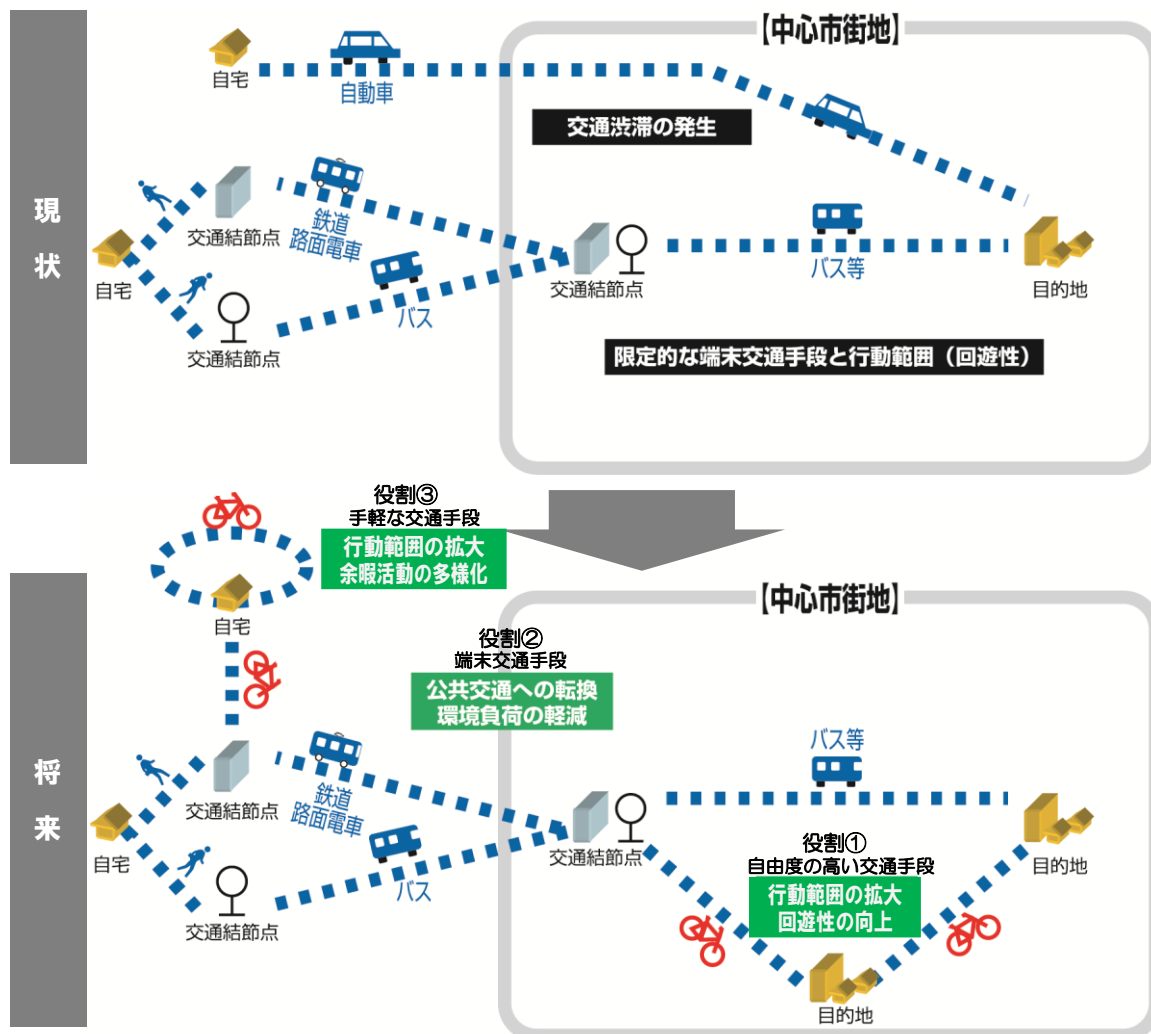 現状
【中心市街地】
自宅
自動車
交通渋滞の発生
交通結節点
鉄道
路面電車
自宅
バス
交通結節点
交通結節点
バス等
目的地
限定的な端末交通手段と行動範囲（回遊性）
将来
役割③
手軽な交通手段
行動範囲の拡大
余暇活動の多様化
自宅
【中心市街地】
役割②
端末交通手段
公共交通への転換
環境負荷の軽減
交通結節点
鉄道
路面電車
自宅
バス
交通結節点
交通結節点
バス等
目的地
役割①
自由度の高い交通手段
行動範囲の拡大
回遊性の向上
目的地